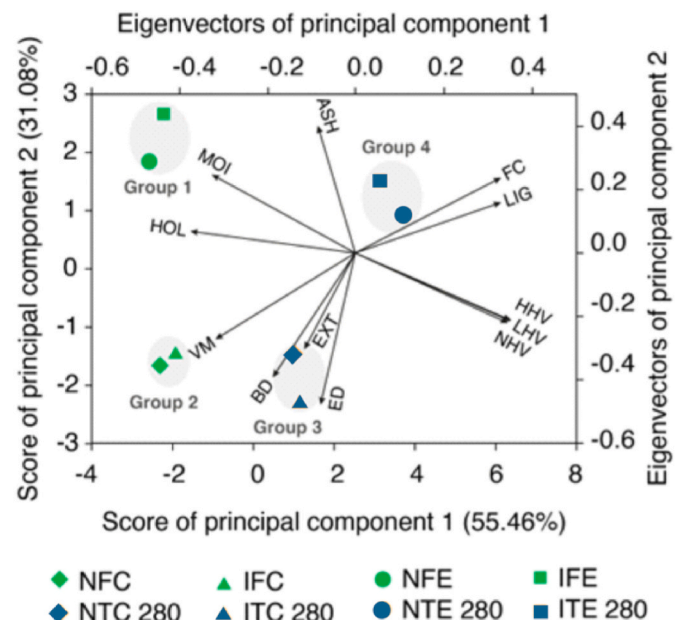 Eigenvectors of principal component 1
-0.6 -0.4 -0.2 0.0 0.2 0.4
Score of principal component 2 (31.08%)
Eigenvectors of principal component 2
3
2
1
0
-1
-2
-3
0.4
0.2
0.0
-0.2
-0.4
-0.6
ASH
MOI
HOL
VM
BD
EXT
ED
FC
LIG
HHV
LHV
NHV
Group 1
Group 4
Group 2
Group 3
-4 -2 0 2 4 6 8
Score of principal component 1 (55.46%)
NFC IFC NFE IFE
NTC 280 ITC 280 NTE 280 ITE 280